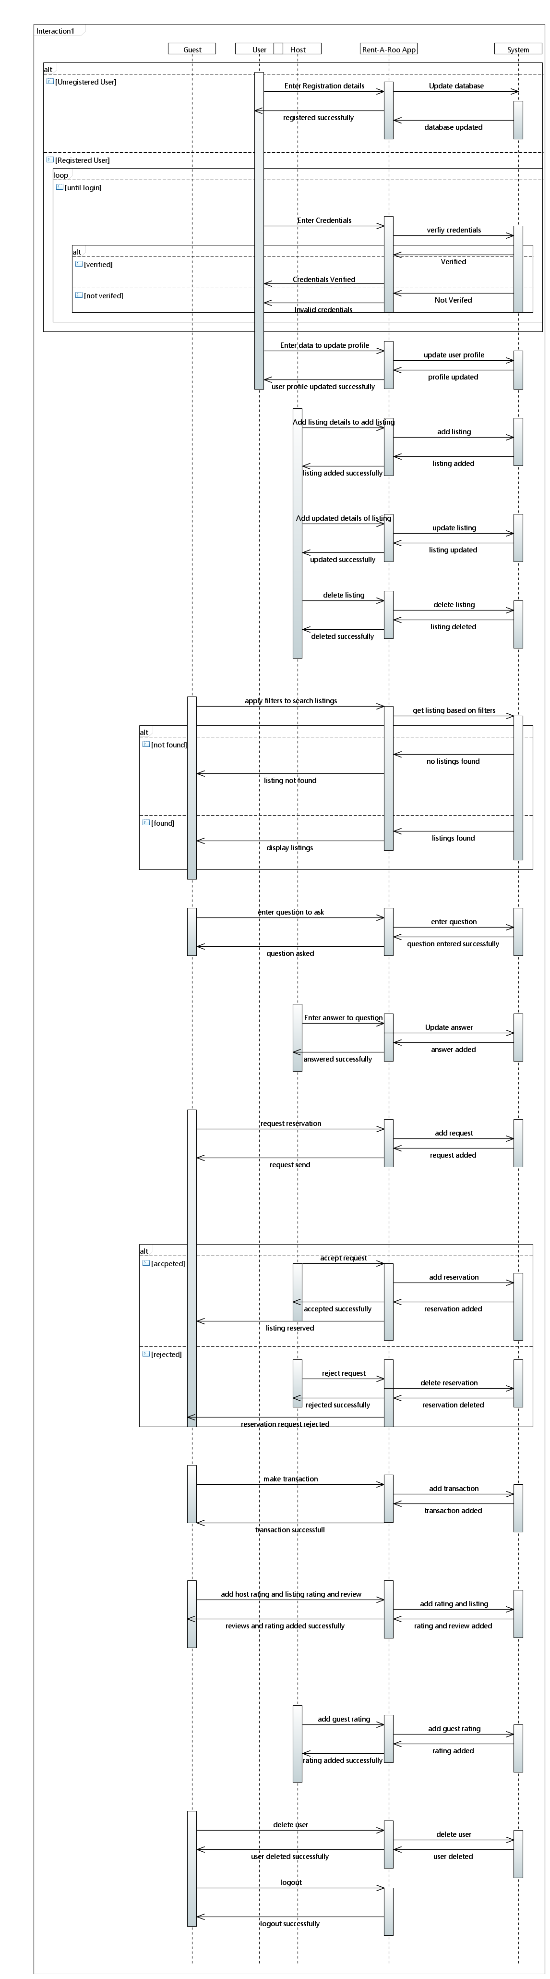 Interaction1
Guest
User
Host
Rent-A-Roo App
System
alt
[Unregistered User]
Enter Registration details
Update database
registered successfully
database updated
[Registered User]
loop
[until login]
Enter Credentials
verfiy credentials
alt
Verified
[verified]
Credentials Verified
[not verifed]
Not Verifed
Invalid credentials
Enter data to update profile
update user profile
profile updated
user profile updated successfully
Add listing details to add listing
add listing
listing added
listing added successfully
Add updated details of listing
update listing
listing updated
updated successfully
delete listing
delete listing
listing deleted
deleted successfully
apply filters to search listings
get listing based on filters
alt
[not found]
no listings found
listing not found
[found]
listings found
display listings
enter question to ask
enter question
question entered successfully
question asked
Enter answer to question
Update answer
answer added
answered successfully
request reservation
add request
request added
request send
alt
accept request
[accpeted]
add reservation
accepted successfully
reservation added
listing reserved
[rejected]
reject request
delete reservation
rejected successfully
reservation deleted
reservation request rejected
make transaction
add transaction
transaction added
transaction successfull
add host rating and listing rating and review
add rating and listing
reviews and rating added successfully
rating and review added
add guest rating
add guest rating
rating added
rating added successfully
delete user
delete user
user deleted successfully
user deleted
logout
logout successfully